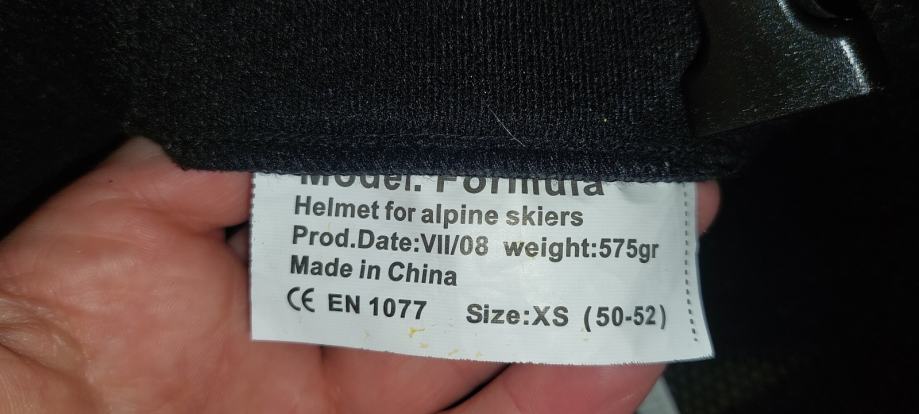 Model: Formula
Helmet for alpine skiers
Prod.Date:VII/08 weight:575gr
Made in China
CE EN 1077 Size:XS (50-52)